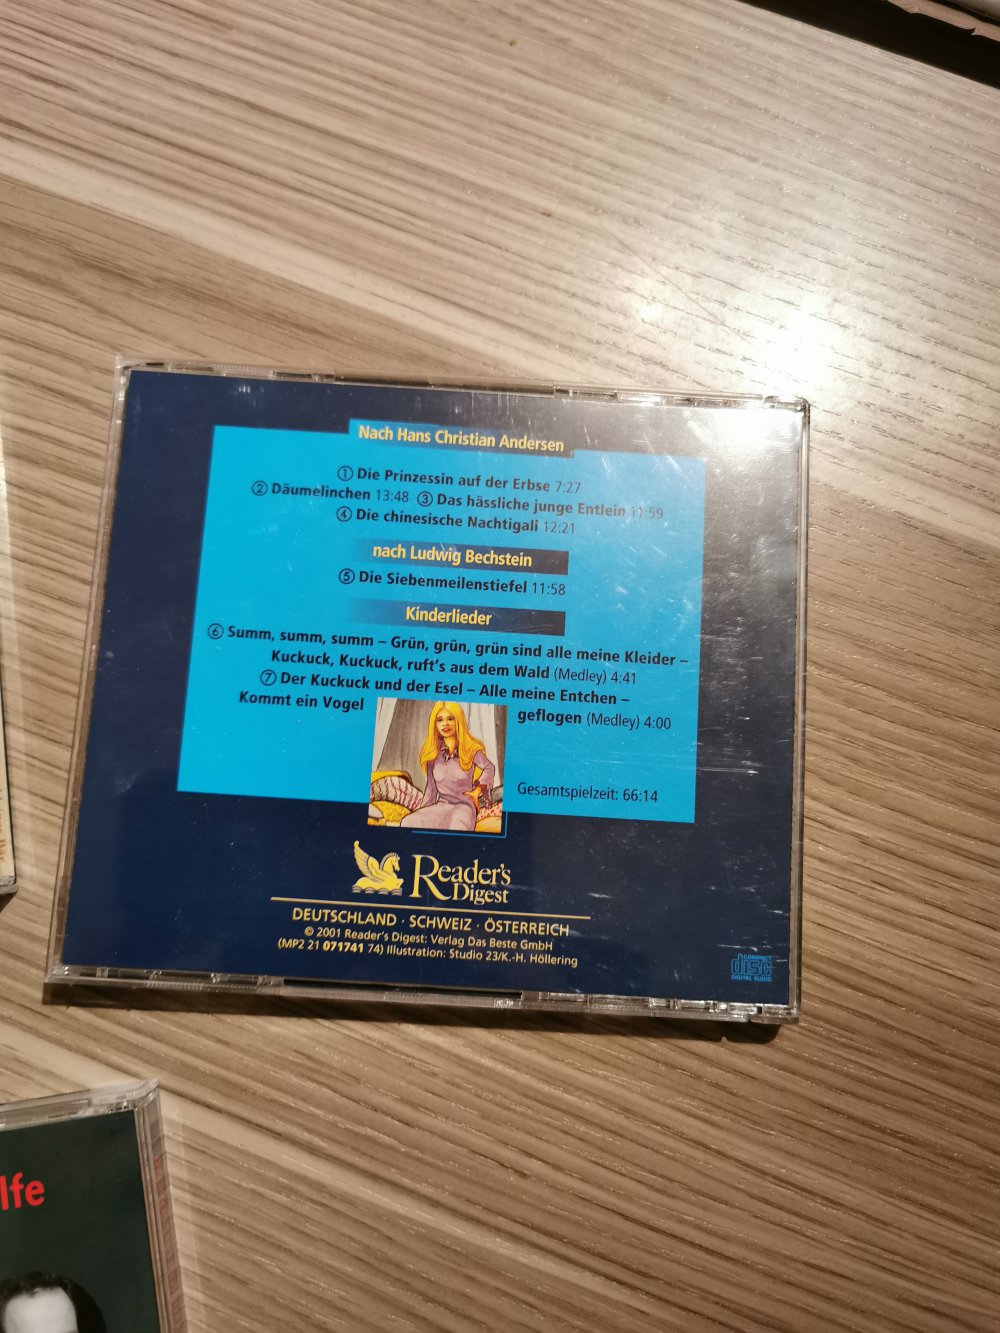 Nach Hans Christian Andersen
① Die Prinzessin auf der Erbse 7:27
② Däumelinchen 13:48 ③ Das hässliche junge Entlein 11:59
④ Die chinesische Nachtigall 12:21
nach Ludwig Bechstein
⑤ Die Siebenmeilenstiefel 11:58
Kinderlieder
⑥ Summ, summ, summ – Grün, grün, grün sind alle meine Kleider –
Kuckuck, Kuckuck, ruft's aus dem Wald (Medley) 4:41
⑦ Der Kuckuck und der Esel – Alle meine Entchen –
Kommt ein Vogel geflogen (Medley) 4:00
Gesamtspielzeit: 66:14
Reader's
Digest
DEUTSCHLAND · SCHWEIZ · ÖSTERREICH
© 2001 Reader's Digest: Verlag Das Beste GmbH
(MP2 21 071741 74) Illustration: Studio 23/K.-H. Höllering
COMPACT
disc
DIGITAL AUDIO
lfe